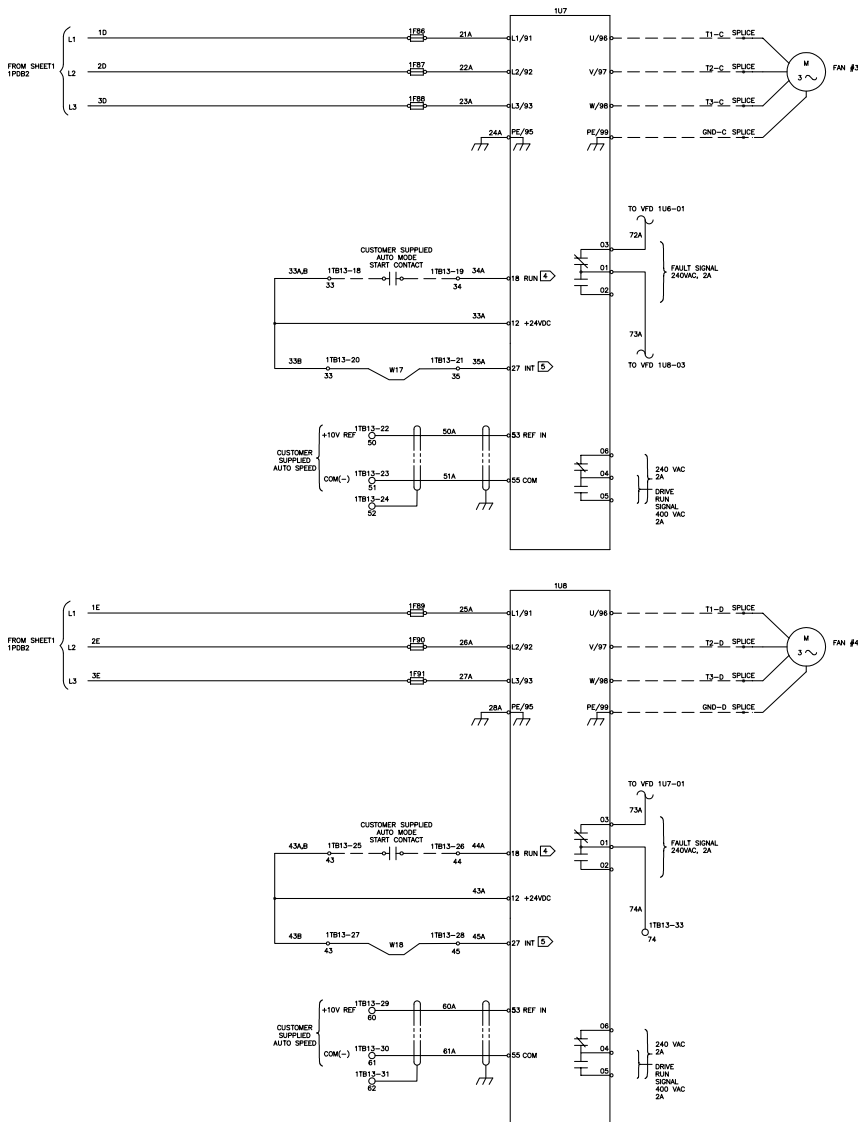 1U7
FROM SHEET1
1PDB2
L1 1D 1F86 21A L1/91 U/96 T1-C SPLICE
L2 2D 1F87 22A L2/92 V/97 T2-C SPLICE
L3 3D 1F88 23A L3/93 W/98 T3-C SPLICE
M
3
FAN #3
24A PE/95 PE/99 GND-C SPLICE
TO VFD 1U6-01
72A
03
01
02
FAULT SIGNAL
240VAC, 2A
73A
TO VFD 1U8-03
CUSTOMER SUPPLIED
AUTO MODE
START CONTACT
33A,B 1TB13-18 1TB13-19 34A 18 RUN 4
33 34
33A 12 +24VDC
33B 1TB13-20 W17 1TB13-21 35A 27 INT 5
33 35
CUSTOMER
SUPPLIED
AUTO SPEED
+10V REF 1TB13-22 50A 53 REF IN
50
COM(-) 1TB13-23 51A 55 COM
51
1TB13-24
52
06
04
05
240 VAC
2A
DRIVE
RUN
SIGNAL
400 VAC
2A
1U8
FROM SHEET1
1PDB2
L1 1E 1F89 25A L1/91 U/96 T1-D SPLICE
L2 2E 1F90 26A L2/92 V/97 T2-D SPLICE
L3 3E 1F91 27A L3/93 W/98 T3-D SPLICE
M
3
FAN #4
28A PE/95 PE/99 GND-D SPLICE
TO VFD 1U7-01
73A
03
01
02
FAULT SIGNAL
240VAC, 2A
74A
1TB13-33
74
CUSTOMER SUPPLIED
AUTO MODE
START CONTACT
43A,B 1TB13-25 1TB13-26 44A 18 RUN 4
43 44
43A 12 +24VDC
43B 1TB13-27 W18 1TB13-28 45A 27 INT 5
43 45
CUSTOMER
SUPPLIED
AUTO SPEED
+10V REF 1TB13-29 60A 53 REF IN
60
COM(-) 1TB13-30 61A 55 COM
61
1TB13-31
62
06
04
05
240 VAC
2A
DRIVE
RUN
SIGNAL
400 VAC
2A